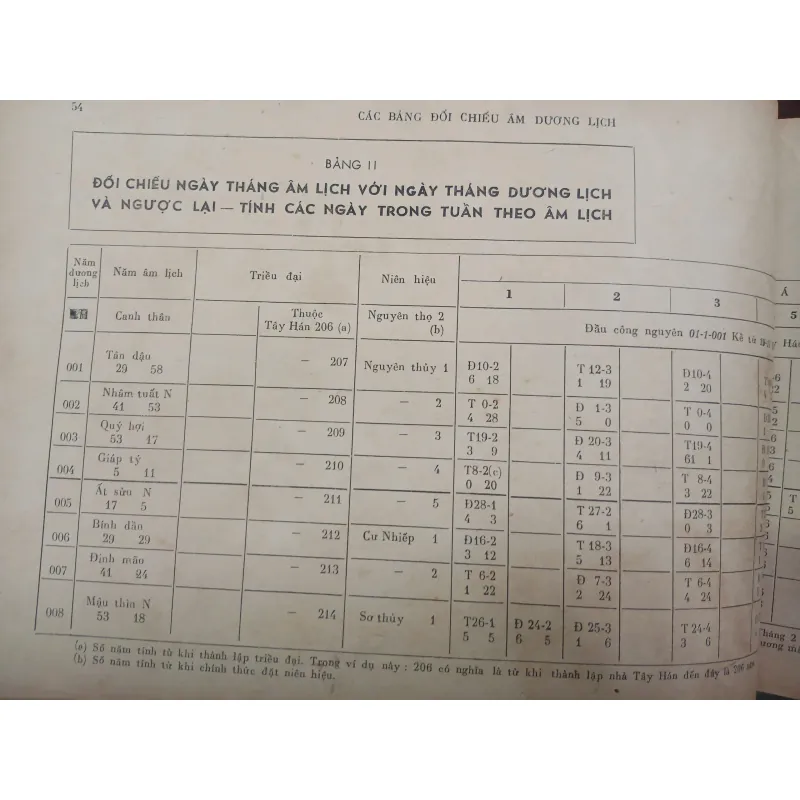 54
CÁC BẢNG ĐỐI CHIẾU ÂM DƯƠNG LỊCH
BẢNG II
ĐỐI CHIẾU NGÀY THÁNG ÂM LỊCH VỚI NGÀY THÁNG DƯƠNG LỊCH
VÀ NGƯỢC LẠI — TÍNH CÁC NGÀY TRONG TUẦN THEO ÂM LỊCH
Năm dương lịch Năm âm lịch Triều đại Niên hiệu
1 2 3
Canh thân Thuộc Tây Hán 206 (a) Nguyên thọ 2 (b) Đầu công nguyên 01-1-001 Kể từ
001 Tân dậu — 207 Nguyên thủy 1 Đ10-2 T 12-3 Đ10-4
29 58 6 18 1 19 2 20
002 Nhâm tuất N — 208 — 2 T 0-2 Đ 1-3 T 0-4
41 53 4 28 5 0 0 0
003 Quý hợi — 209 — 3 T19-2 Đ 20-3 T19-4
53 17 3 9 4 11 61 1
004 Giáp tý — 210 — 4 T8-2(c) Đ 9-3 T 8-4
5 11 0 20 1 22 3 22
005 Ất sửu N — 211 — 5 Đ28-1 T 27-2 Đ28-3
17 5 4 3 6 1 0 3
006 Bính dần — 212 Cư Nhiếp 1 Đ16-2 T 18-3 Đ16-4
29 29 3 12 5 13 6 14
007 Định mão — 213 — 2 T 6-2 Đ 7-3 T 6-4
41 24 1 22 2 24 4 24
008 Mậu thìn N — 214 Sơ thủy 1 T26-1 Đ 24-2 Đ 25-3 T 24-4
53 18 5 5 6 5 1 6 3 6
(a) Số năm tính từ khi thành lập triều đại. Trong ví dụ này : 206 có nghĩa là từ khi thành lập nhà Tây Hán đến đây là 206 năm
(b) Số năm tính từ khi chính thức đặt niên hiệu.
Á
5
Hán
T
5
Tháng 2